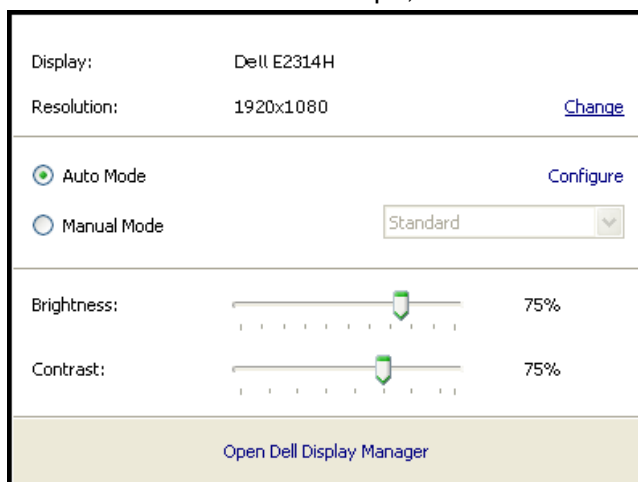 Display: Dell E2314H
Resolution: 1920x1080 Change
Auto Mode Configure
Manual Mode Standard
Brightness: 75%
Contrast: 75%
Open Dell Display Manager